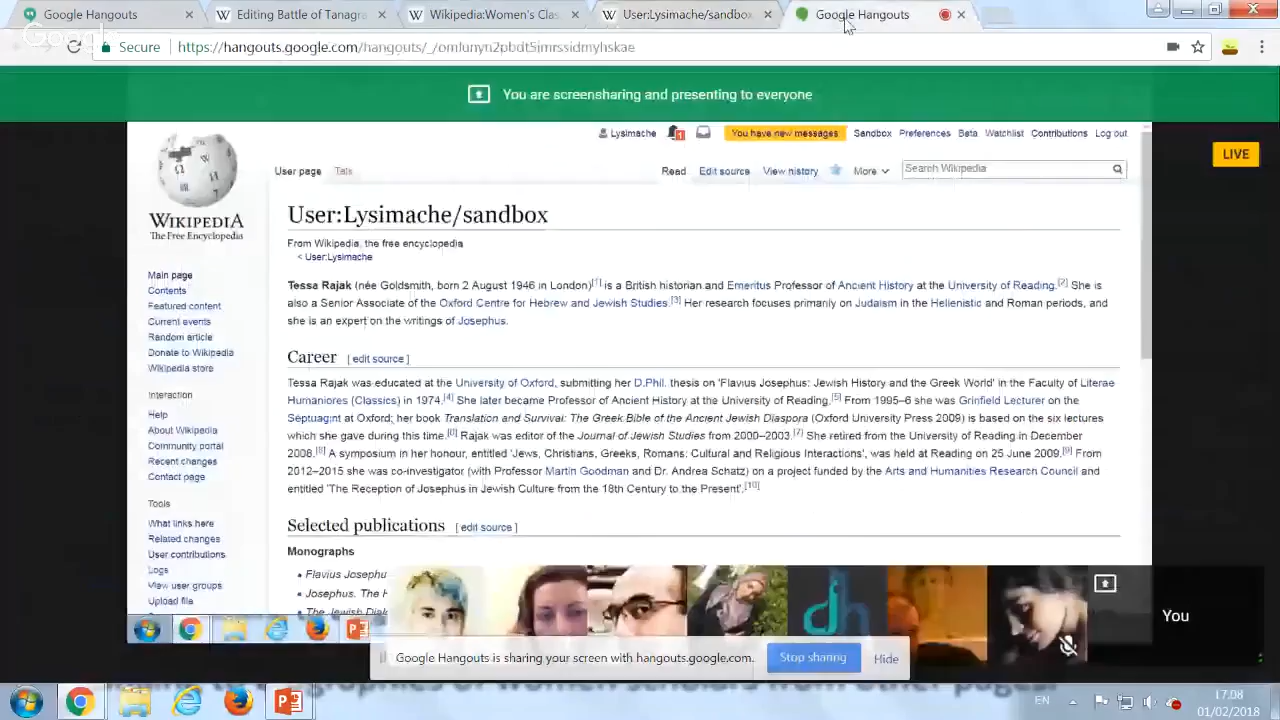 Google Hangouts
Editing Battle of Tanagra
Wikipedia:Women's Clas
User:Lysimache/sandbox
Google Hangouts
Google
Secure
LIVE
You are screensharing and presenting to everyone
Lysimache
1
You have new messages
Sandbox
Preferences
Beta
Watchlist
Contributions
Log out
User page
Talk
Read
Edit source
View history
More
Search Wikipedia
WIKIPEDIA
The Free Encyclopedia
User:Lysimache/sandbox
From Wikipedia, the free encyclopedia
< User:Lysimache
Main page
Contents
Featured content
Current events
Random article
Donate to Wikipedia
Wikipedia store
Interaction
Help
About Wikipedia
Community portal
Recent changes
Contact page
Tools
What links here
Related changes
User contributions
Logs
View user groups
Upload file
Tessa Rajak (née Goldsmith, born 2 August 1946 in London)[1] is a British historian and Emeritus Professor of Ancient History at the University of Reading.[2] She is
also a Senior Associate of the Oxford Centre for Hebrew and Jewish Studies.[3] Her research focuses primarily on Judaism in the Hellenistic and Roman periods, and
she is an expert on the writings of Josephus.
Career [ edit source ]
Tessa Rajak was educated at the University of Oxford, submitting her D.Phil. thesis on 'Flavius Josephus: Jewish History and the Greek World' in the Faculty of Literae
Humaniores (Classics) in 1974.[4] She later became Professor of Ancient History at the University of Reading.[5] From 1995–6 she was Grinfield Lecturer on the
Septuagint at Oxford; her book Translation and Survival: The Greek Bible of the Ancient Jewish Diaspora (Oxford University Press 2009) is based on the six lectures
which she gave during this time.[6] Rajak was editor of the Journal of Jewish Studies from 2000–2003.[7] She retired from the University of Reading in December
2008.[8] A symposium in her honour, entitled 'Jews, Christians, Greeks, Romans: Cultural and Religious Interactions', was held at Reading on 25 June 2009.[9] From
2012–2015 she was co-investigator (with Professor Martin Goodman and Dr. Andrea Schatz) on a project funded by the Arts and Humanities Research Council and
entitled 'The Reception of Josephus in Jewish Culture from the 18th Century to the Present'.[10]
Selected publications [ edit source ]
Monographs
• Flavius Josephu
• Josephus. The H
• The Jewish Dial
You
Google Hangouts is sharing your screen with hangouts.google.com.
Stop sharing
Hide
women scholars from other pages
EN
17:08
01/02/2018